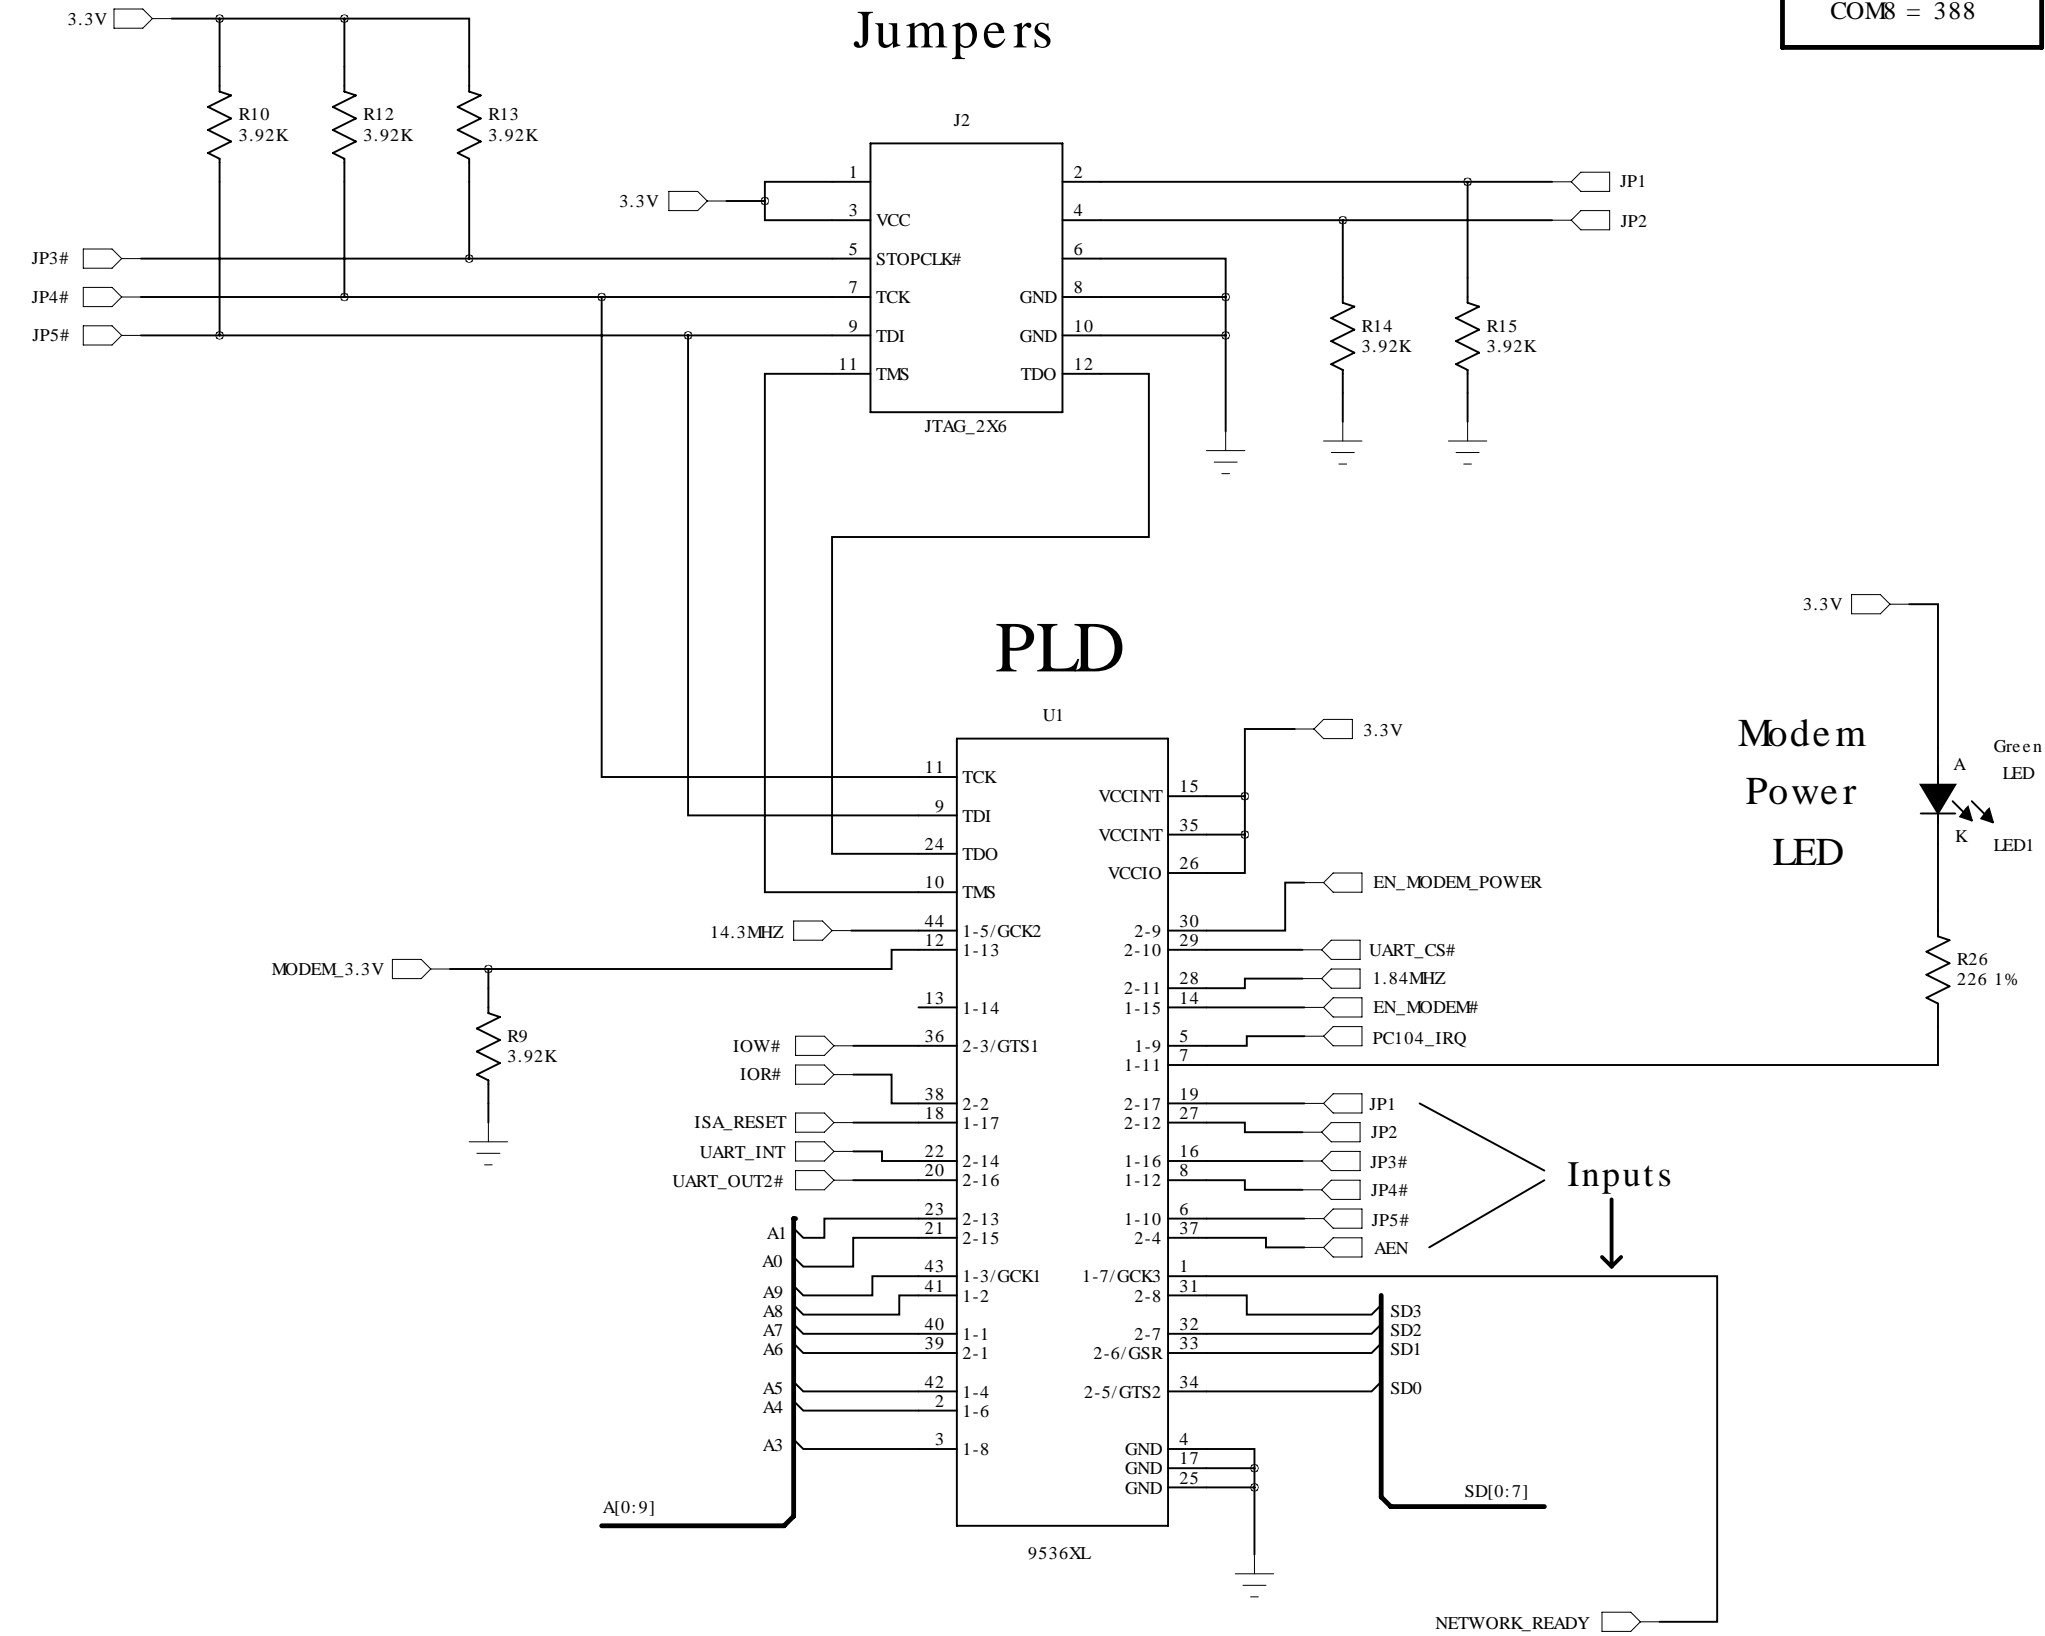 3.3V
Jumpers
COM8 = 388
R10
3.92K
R12
3.92K
R13
3.92K
J2
3.3V
1
3
5
7
9
11
VCC
STOPCLK#
TCK
TDI
TMS
GND
GND
TDO
2
4
6
8
10
12
JTAG_2X6
JP1
JP2
JP3#
JP4#
JP5#
R14
3.92K
R15
3.92K
PLD
U1
3.3V
3.3V
Modem
Power
LED
Green
LED
A
K
LED1
R26
226 1%
11 TCK
9 TDI
24 TDO
10 TMS
14.3MHZ 44 1-5/GCK2
MODEM_3.3V 12 1-13
13 1-14
R9
3.92K
IOW# 36 2-3/GTS1
IOR# 38 2-2
ISA_RESET 18 1-17
UART_INT 22 2-14
UART_OUT2# 20 2-16
A1 23 2-13
A0 21 2-15
A9 43 1-3/GCK1
A8 41 1-2
A7 40 1-1
A6 39 2-1
A5 42 1-4
A4 2 1-6
A3 3 1-8
A[0:9]
VCCINT 15
VCCINT 35
VCCIO 26
2-9 30 EN_MODEM_POWER
2-10 29 UART_CS#
2-11 28 1.84MHZ
1-15 14 EN_MODEM#
1-9 5 PC104_IRQ
1-11 7
2-17 19 JP1
2-12 27 JP2
1-16 16 JP3#
1-12 8 JP4#
1-10 6 JP5#
2-4 37 AEN
Inputs
1-7/GCK3 1
2-8 31 SD3
2-7 32 SD2
2-6/GSR 33 SD1
2-5/GTS2 34 SD0
GND 4
GND 17
GND 25
SD[0:7]
9536XL
NETWORK_READY